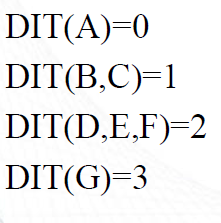 DIT(A)=0
DIT(B,C)=1
DIT(D,E,F)=2
DIT(G)=3